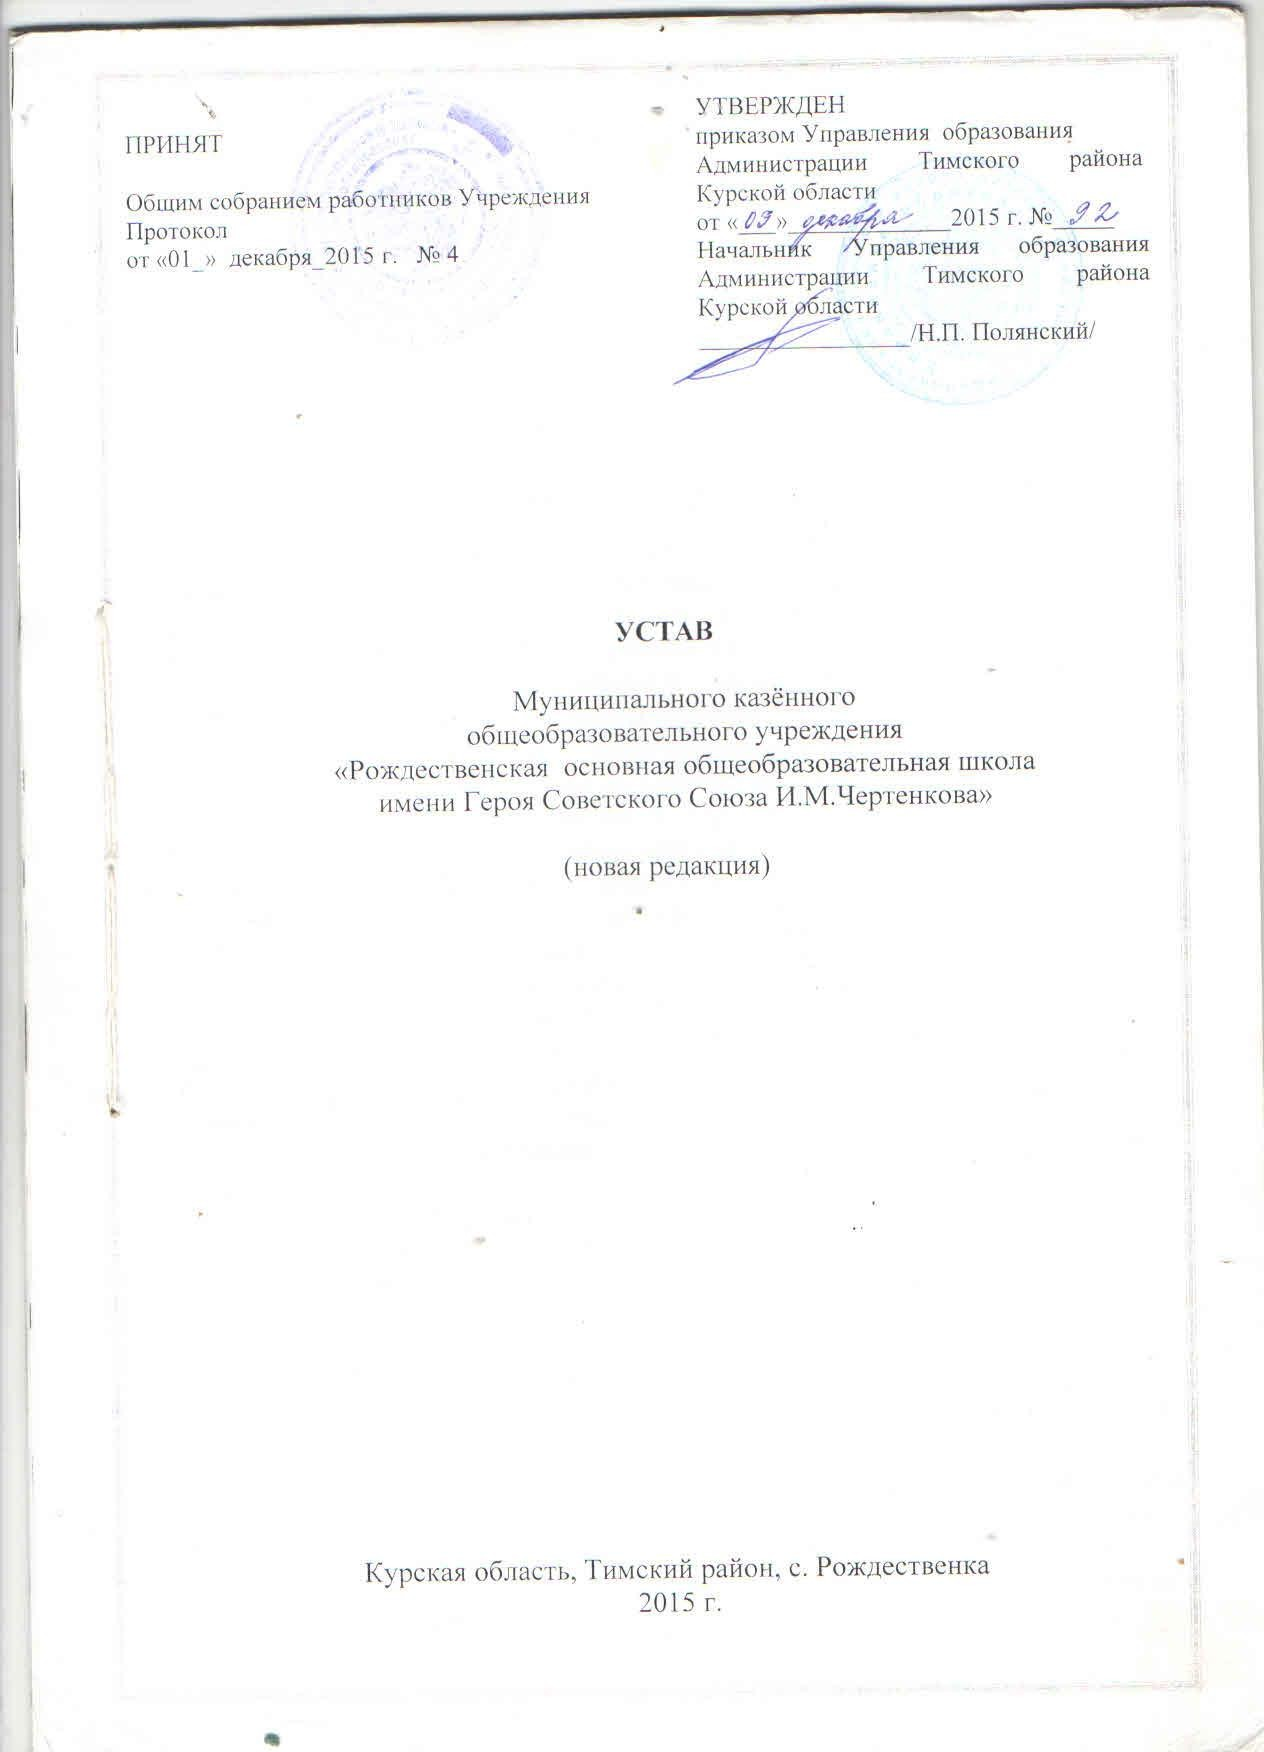 ПРИНЯТ
Общим собранием работников Учреждения
Протокол
от «01_» декабря_2015 г. № 4
УТВЕРЖДЕН
приказом Управления образования
Администрации Тимского района
Курской области
от «09» декабря 2015 г. № 92
Начальник Управления образования
Администрации Тимского района
Курской области
/Н.П. Полянский/
УСТАВ
Муниципального казённого
общеобразовательного учреждения
«Рождественская основная общеобразовательная школа
имени Героя Советского Союза И.М.Чертенкова»
(новая редакция)
Курская область, Тимский район, с. Рождественка
2015 г.